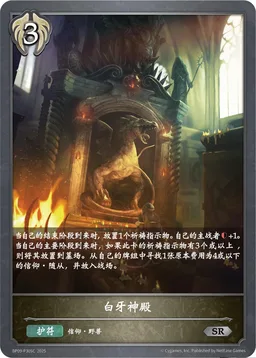 3
当自己的结束阶段到来时，放置1个祈祷指示物。自己的主战者+1。
当自己的主要阶段到来时，如果此卡的祈祷指示物有3个或以上，
则将其放置到墓场。从自己的牌组中寻找1张原本费用为4或以下
的信仰·随从，并放入战场。
白牙神殿
护符
信仰·野兽
SR